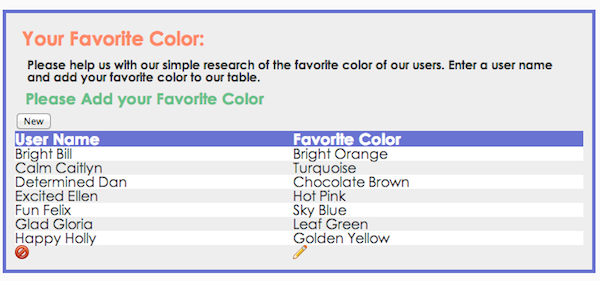 Your Favorite Color:
Please help us with our simple research of the favorite color of our users. Enter a user name
and add your favorite color to our table.
Please Add your Favorite Color
New
User Name Favorite Color
Bright Bill Bright Orange
Calm Caitlyn Turquoise
Determined Dan Chocolate Brown
Excited Ellen Hot Pink
Fun Felix Sky Blue
Glad Gloria Leaf Green
Happy Holly Golden Yellow